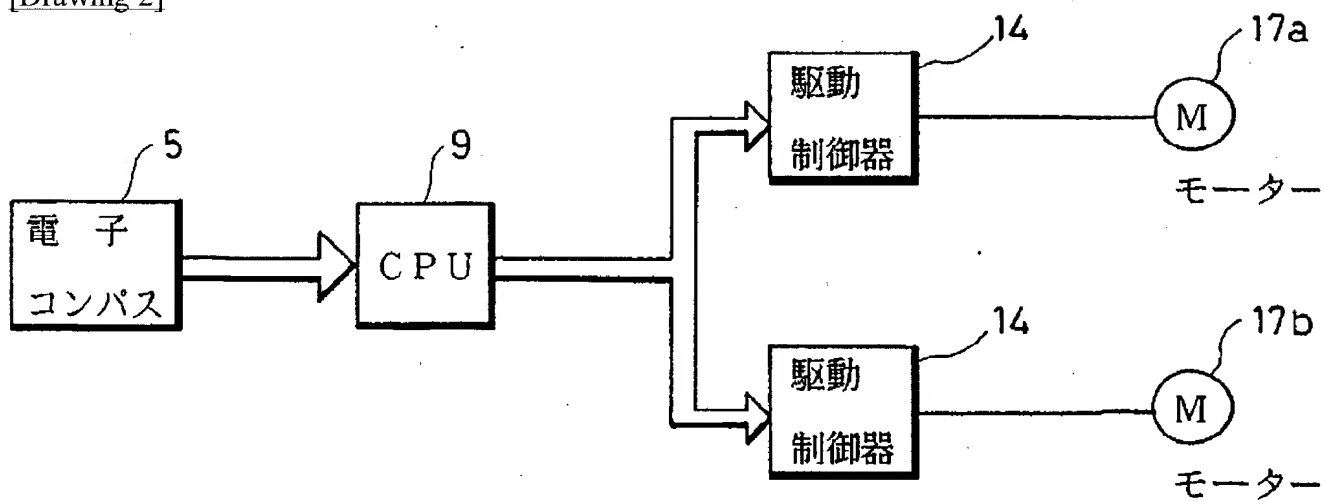 [Drawing 2]
14
17a
駆動
制御器
M
モーター
5
9
電 子
コンパス
CPU
14
17b
駆動
制御器
M
モーター